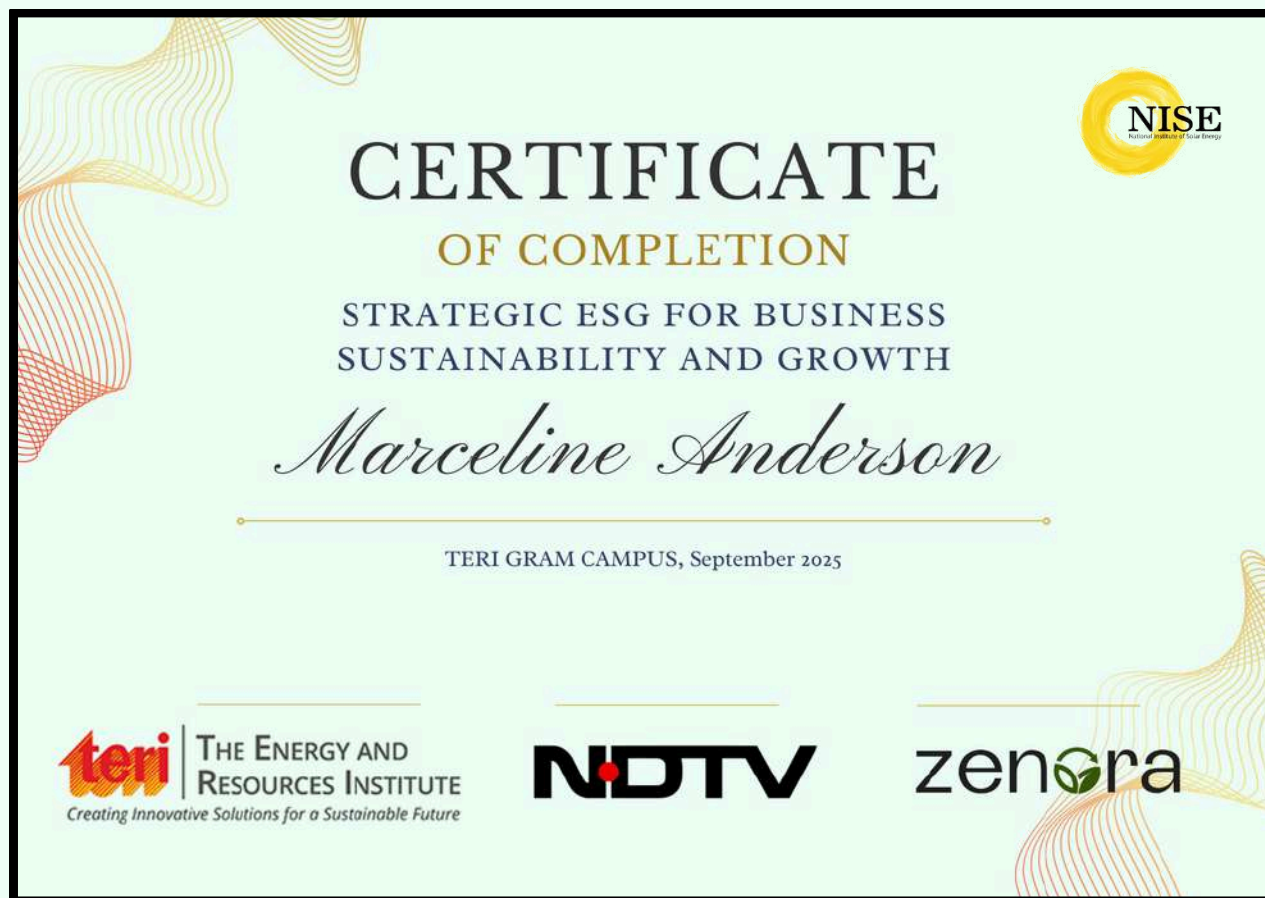 NISE
National Institute of Solar Energy
CERTIFICATE
OF COMPLETION
STRATEGIC ESG FOR BUSINESS
SUSTAINABILITY AND GROWTH
Marceline Anderson
TERI GRAM CAMPUS, September 2025
teri
THE ENERGY AND
RESOURCES INSTITUTE
Creating Innovative Solutions for a Sustainable Future
NDTV
zenora